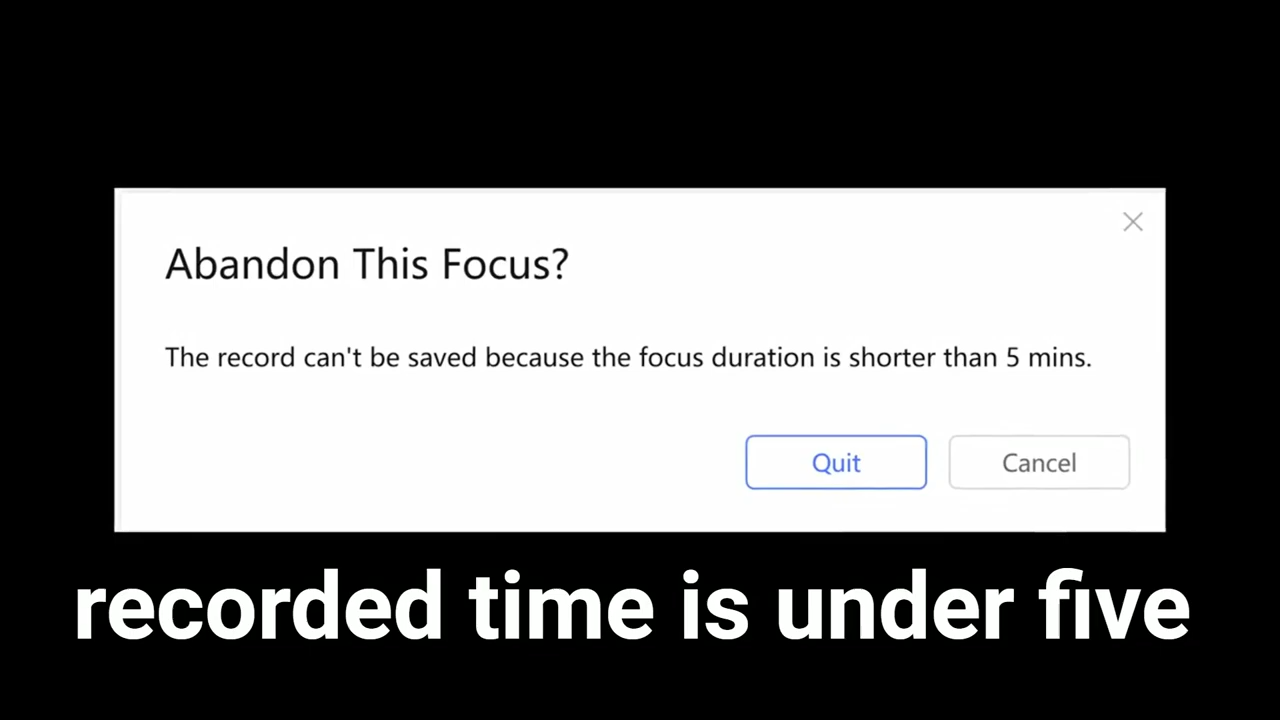 Abandon This Focus?
The record can't be saved because the focus duration is shorter than 5 mins.
Quit Cancel
recorded time is under five